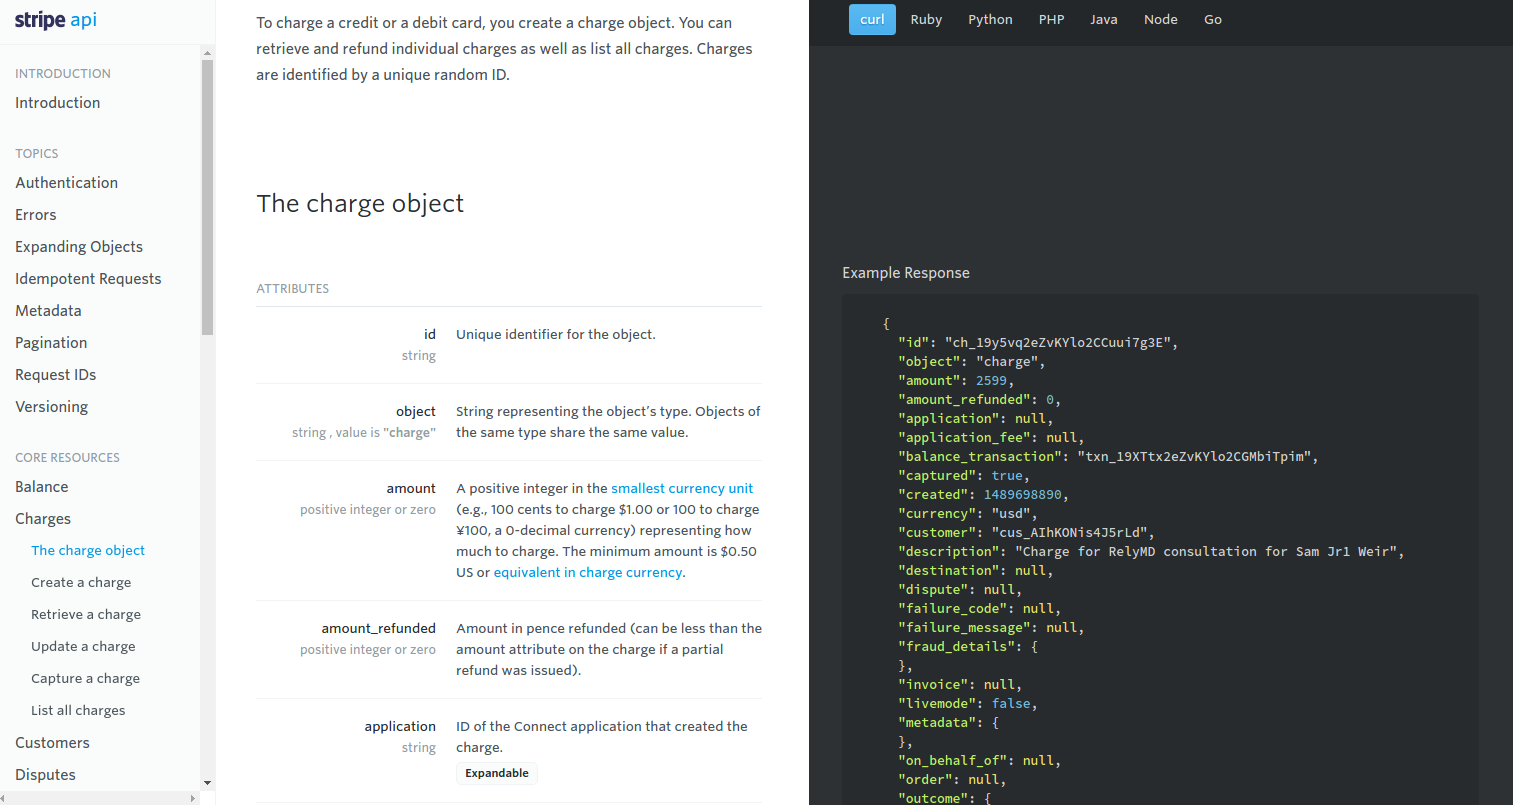 stripe api
INTRODUCTION
Introduction
TOPICS
Authentication
Errors
Expanding Objects
Idempotent Requests
Metadata
Pagination
Request IDs
Versioning
CORE RESOURCES
Balance
Charges
The charge object
Create a charge
Retrieve a charge
Update a charge
Capture a charge
List all charges
Customers
Disputes
To charge a credit or a debit card, you create a charge object. You can
retrieve and refund individual charges as well as list all charges. Charges
are identified by a unique random ID.
The charge object
ATTRIBUTES
id
string
Unique identifier for the object.
object
string , value is "charge"
String representing the object’s type. Objects of
the same type share the same value.
amount
positive integer or zero
A positive integer in the smallest currency unit
(e.g., 100 cents to charge $1.00 or 100 to charge
¥100, a 0-decimal currency) representing how
much to charge. The minimum amount is $0.50
US or equivalent in charge currency.
amount_refunded
positive integer or zero
Amount in pence refunded (can be less than the
amount attribute on the charge if a partial
refund was issued).
application
string
ID of the Connect application that created the
charge.
Expandable
curl Ruby Python PHP Java Node Go
Example Response
{
"id": "ch_19y5vq2eZvKYlo2CCuui7g3E",
"object": "charge",
"amount": 2599,
"amount_refunded": 0,
"application": null,
"application_fee": null,
"balance_transaction": "txn_19XTtx2eZvKYlo2CGMbiTpim",
"captured": true,
"created": 1489698890,
"currency": "usd",
"customer": "cus_AIhKONis4J5rLd",
"description": "Charge for RelyMD consultation for Sam Jr1 Weir",
"destination": null,
"dispute": null,
"failure_code": null,
"failure_message": null,
"fraud_details": {
},
"invoice": null,
"livemode": false,
"metadata": {
},
"on_behalf_of": null,
"order": null,
"outcome": {